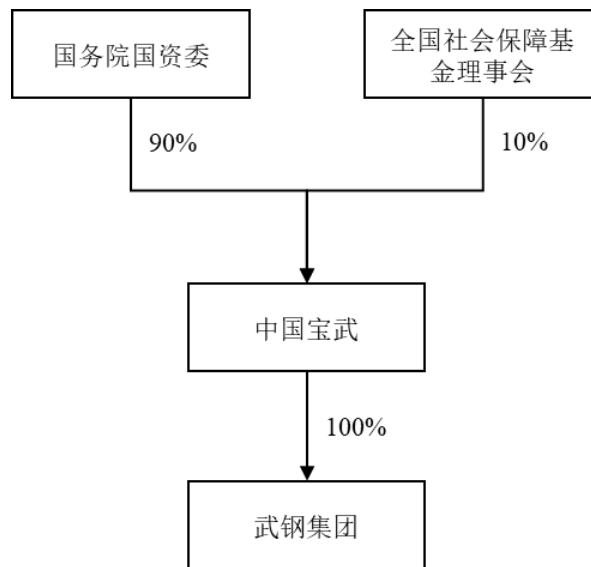 国务院国资委
全国社会保障基
金理事会
90%
10%
中国宝武
100%
武钢集团